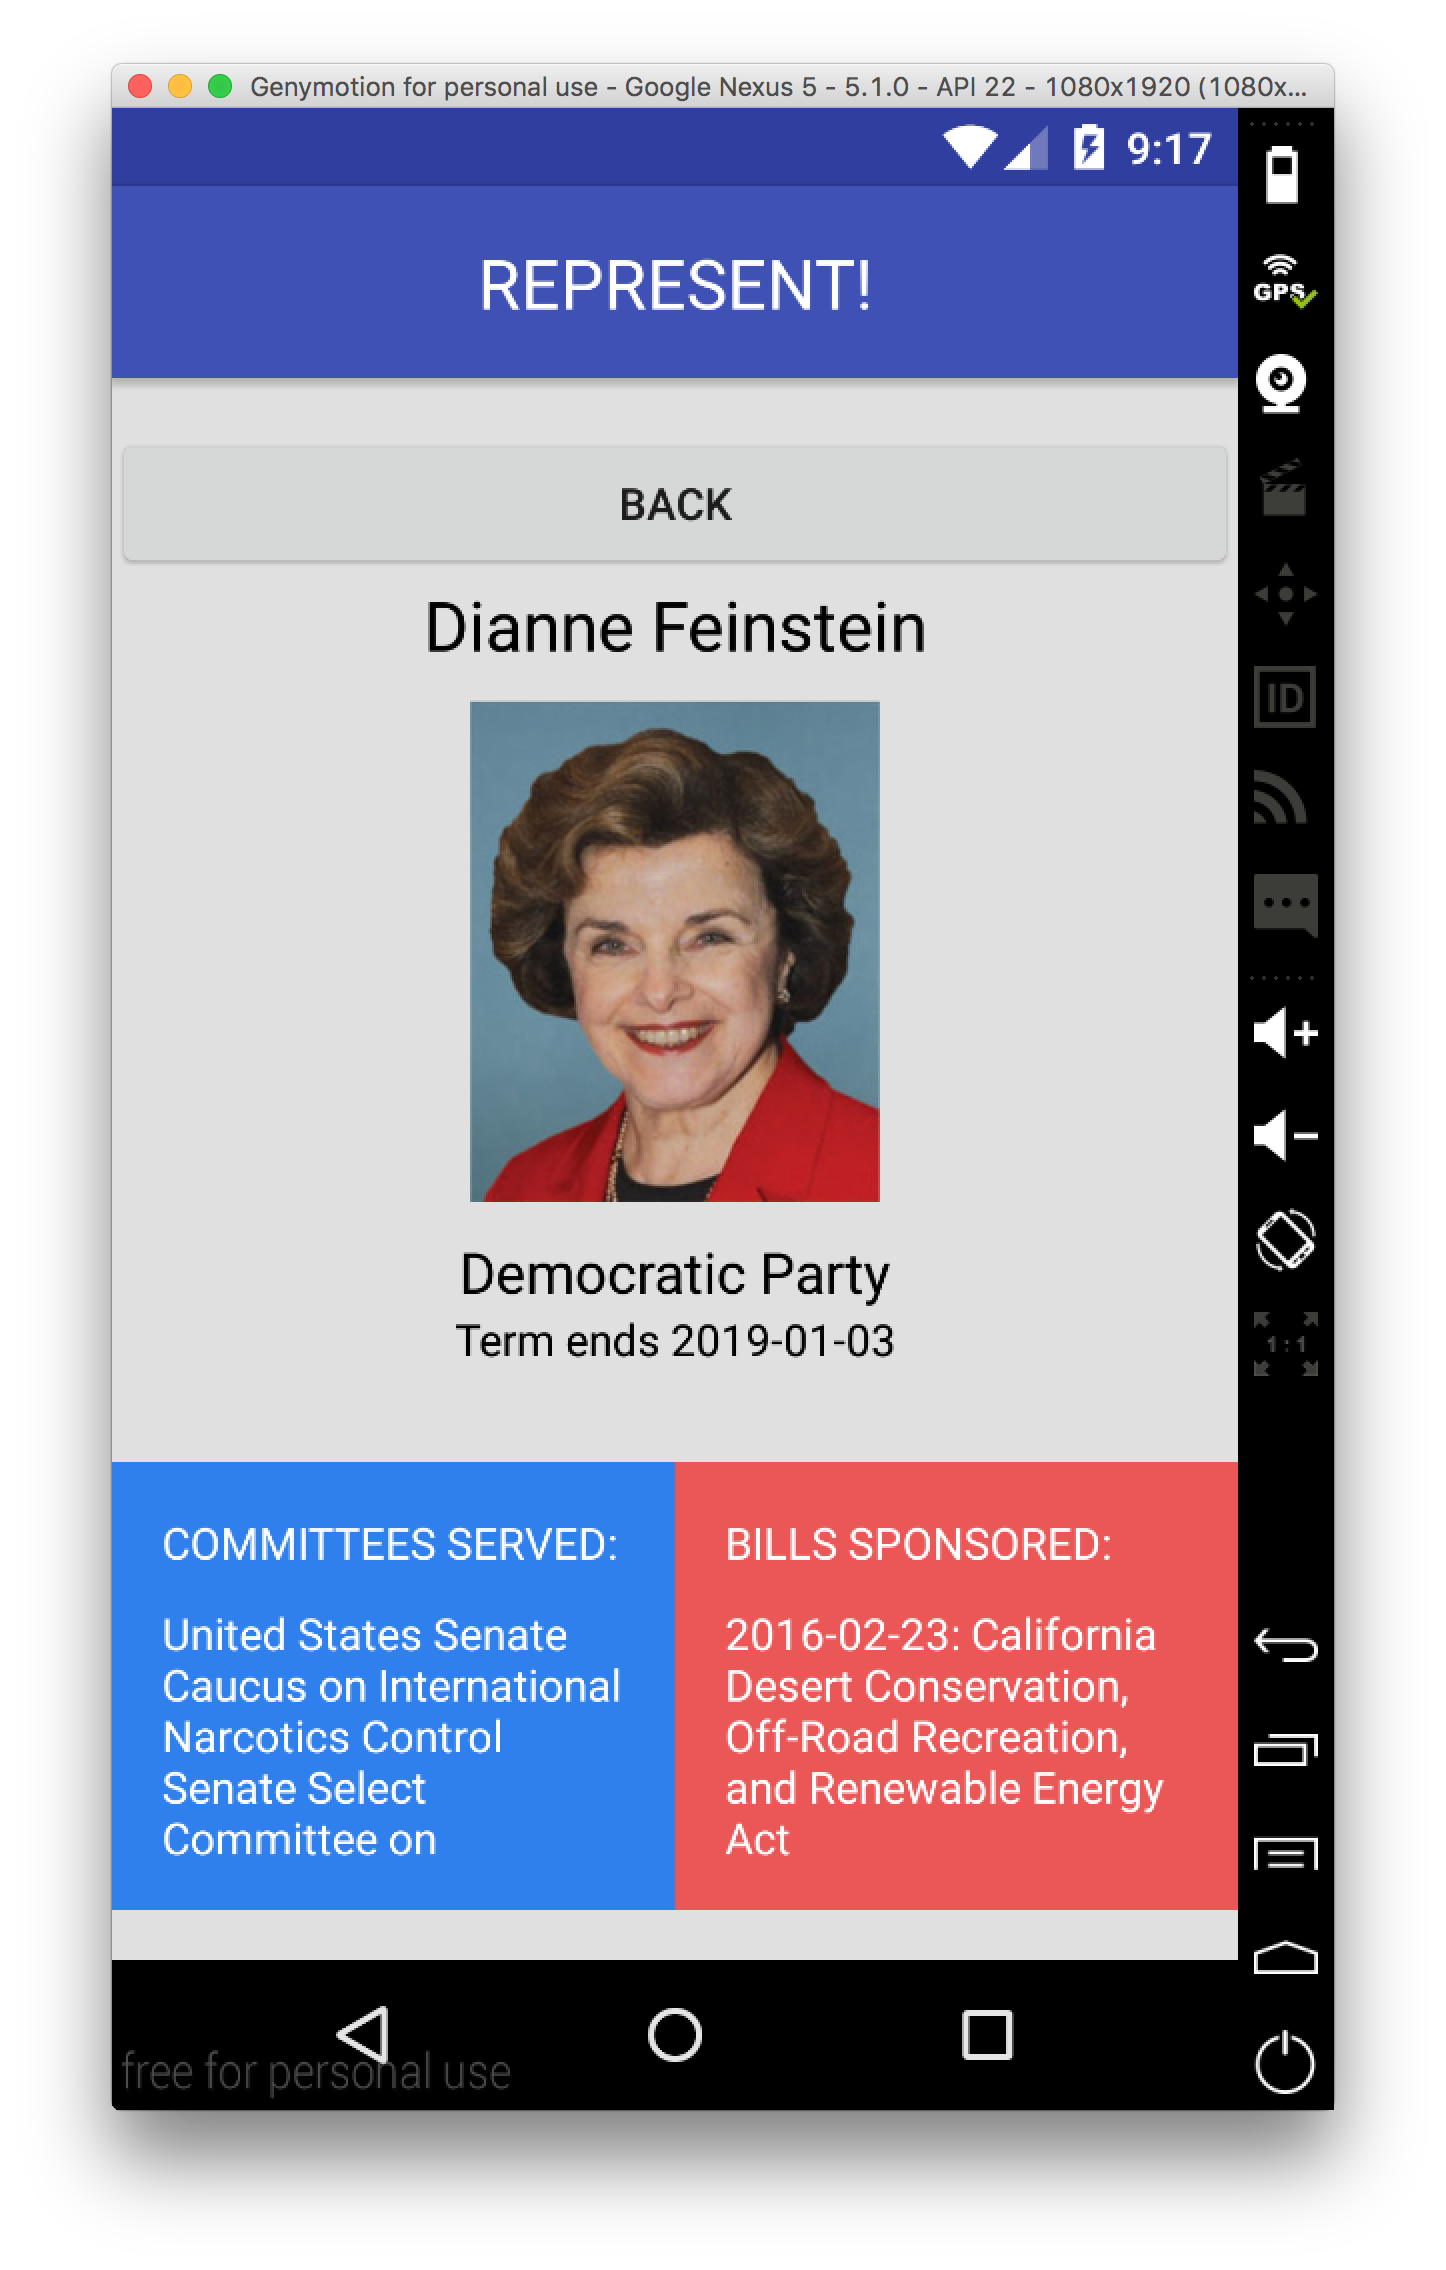 Genymotion for personal use - Google Nexus 5 - 5.1.0 - API 22 - 1080x1920 (1080x...
9:17
REPRESENT!
GPS
BACK
Dianne Feinstein
ID
Democratic Party
Term ends 2019-01-03
1:1
COMMITTEES SERVED:
United States Senate
Caucus on International
Narcotics Control
Senate Select
Committee on
BILLS SPONSORED:
2016-02-23: California
Desert Conservation,
Off-Road Recreation,
and Renewable Energy
Act
free for personal use